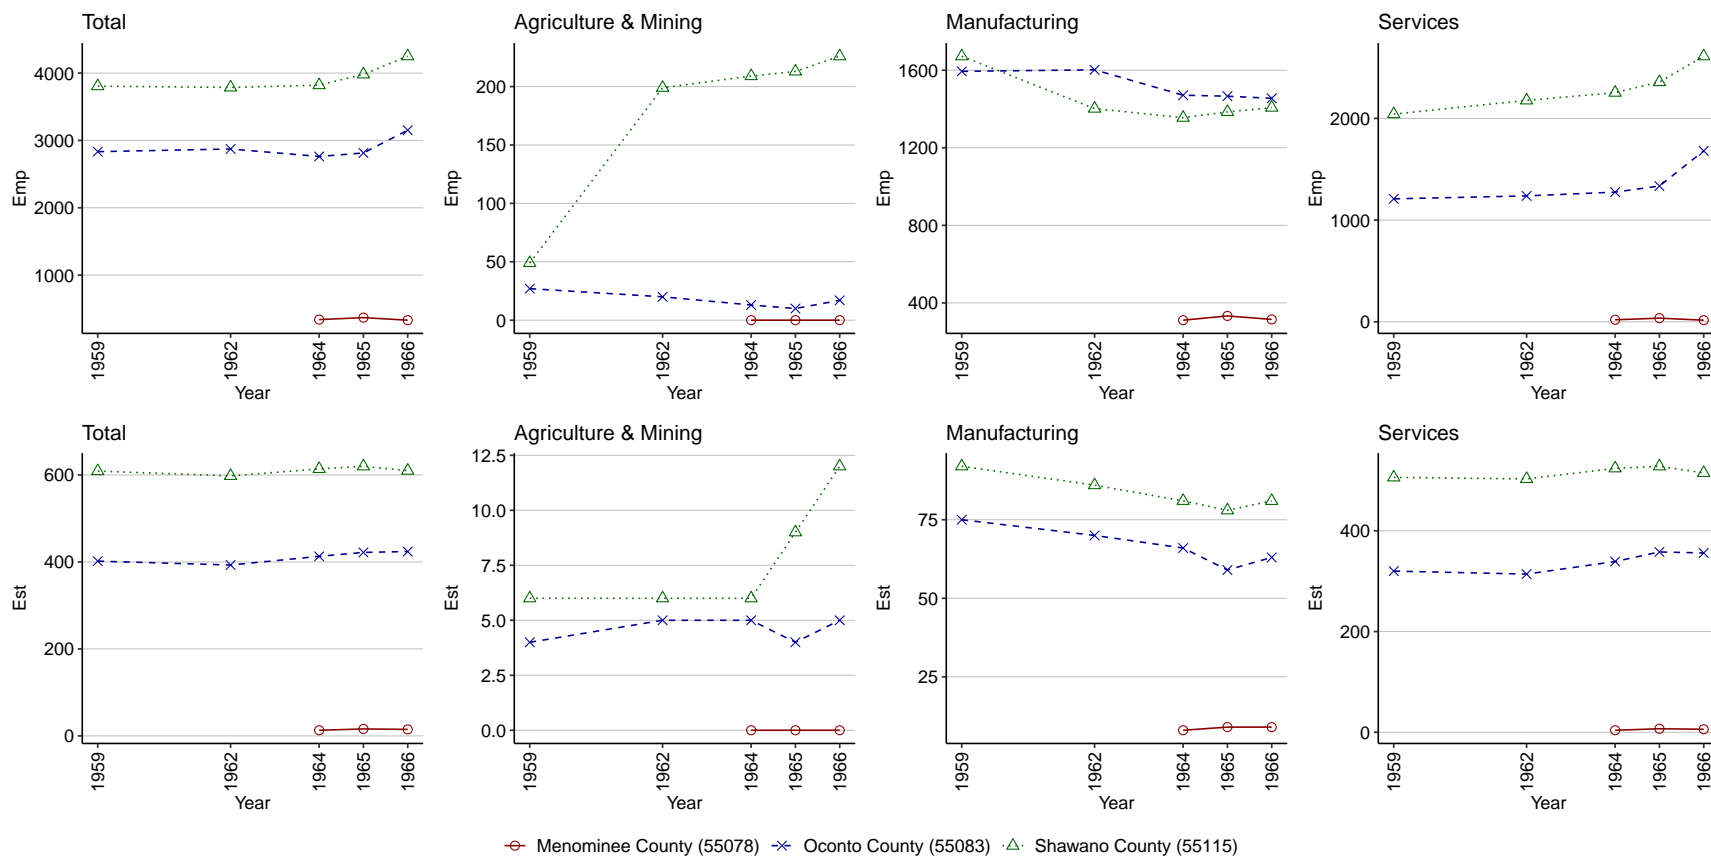 Total
Agriculture & Mining
Manufacturing
Services
Emp
4000
3000
2000
1000
1959
1962
1964
1965
1966
Year
Emp
200
150
100
50
0
1959
1962
1964
1965
1966
Year
Emp
1600
1200
800
400
1959
1962
1964
1965
1966
Year
Emp
2000
1000
0
1959
1962
1964
1965
1966
Year
Total
Agriculture & Mining
Manufacturing
Services
Est
600
400
200
0
1959
1962
1964
1965
1966
Year
Est
12.5
10.0
7.5
5.0
2.5
0.0
1959
1962
1964
1965
1966
Year
Est
75
50
25
1959
1962
1964
1965
1966
Year
Est
400
200
0
1959
1962
1964
1965
1966
Year
Menominee County (55078) Oconto County (55083) Shawano County (55115)